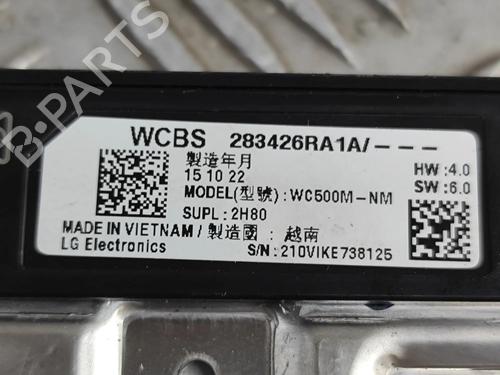 WCBS 283426RA1A/---
製造年月
15 10 22
HW:4.0
MODEL(型號):WC500M-NM
SW:6.0
SUPL:2H80
MADE IN VIETNAM/製造國:越南
LG Electronics
S/N:210VIKE738125
B-PARTS